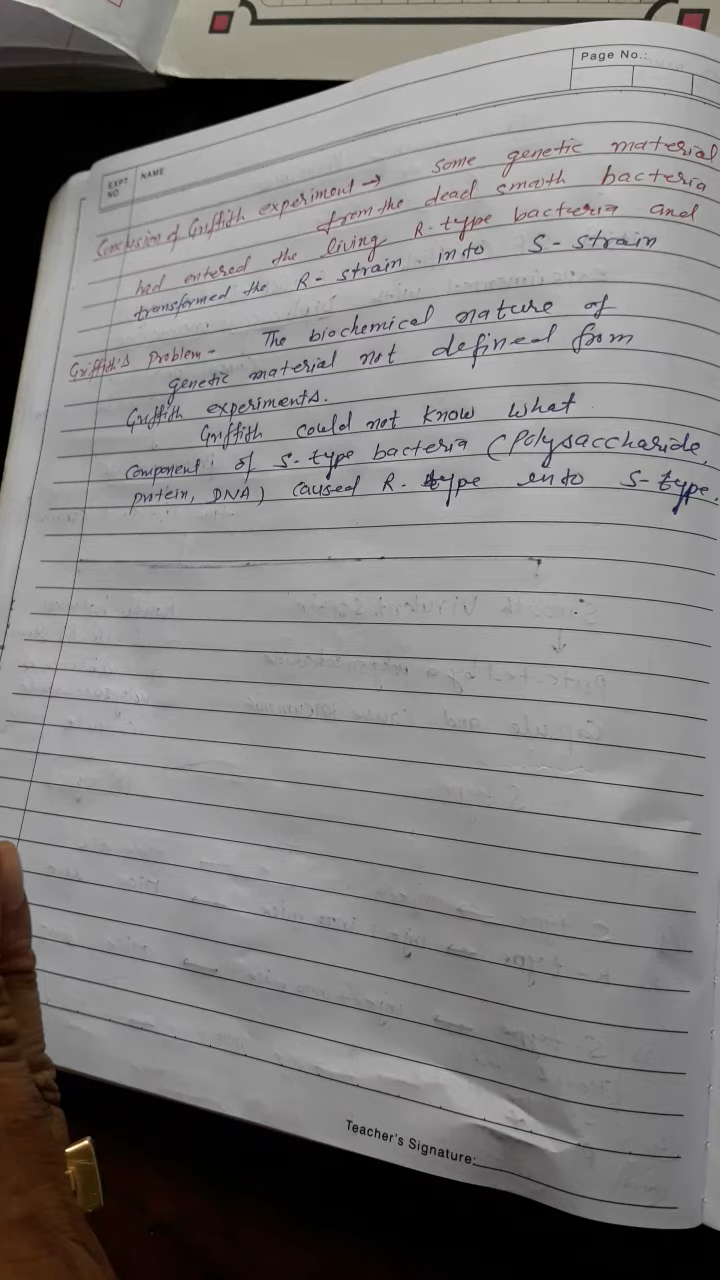 Page No.:
EXPT. NO.
NAME
Conclusion of Griffith experiment → Some genetic material
from the dead smooth bacteria
had entered the living R-type bacteria and
transformed the R- strain into S-strain
Griffith's Problem- The biochemical nature of
genetic material not defined from
Griffith experiments.
Griffith could not know what
component of S-type bacteria (Polysaccharide,
protein, DNA) caused R-type into S-type.
Teacher's Signature: